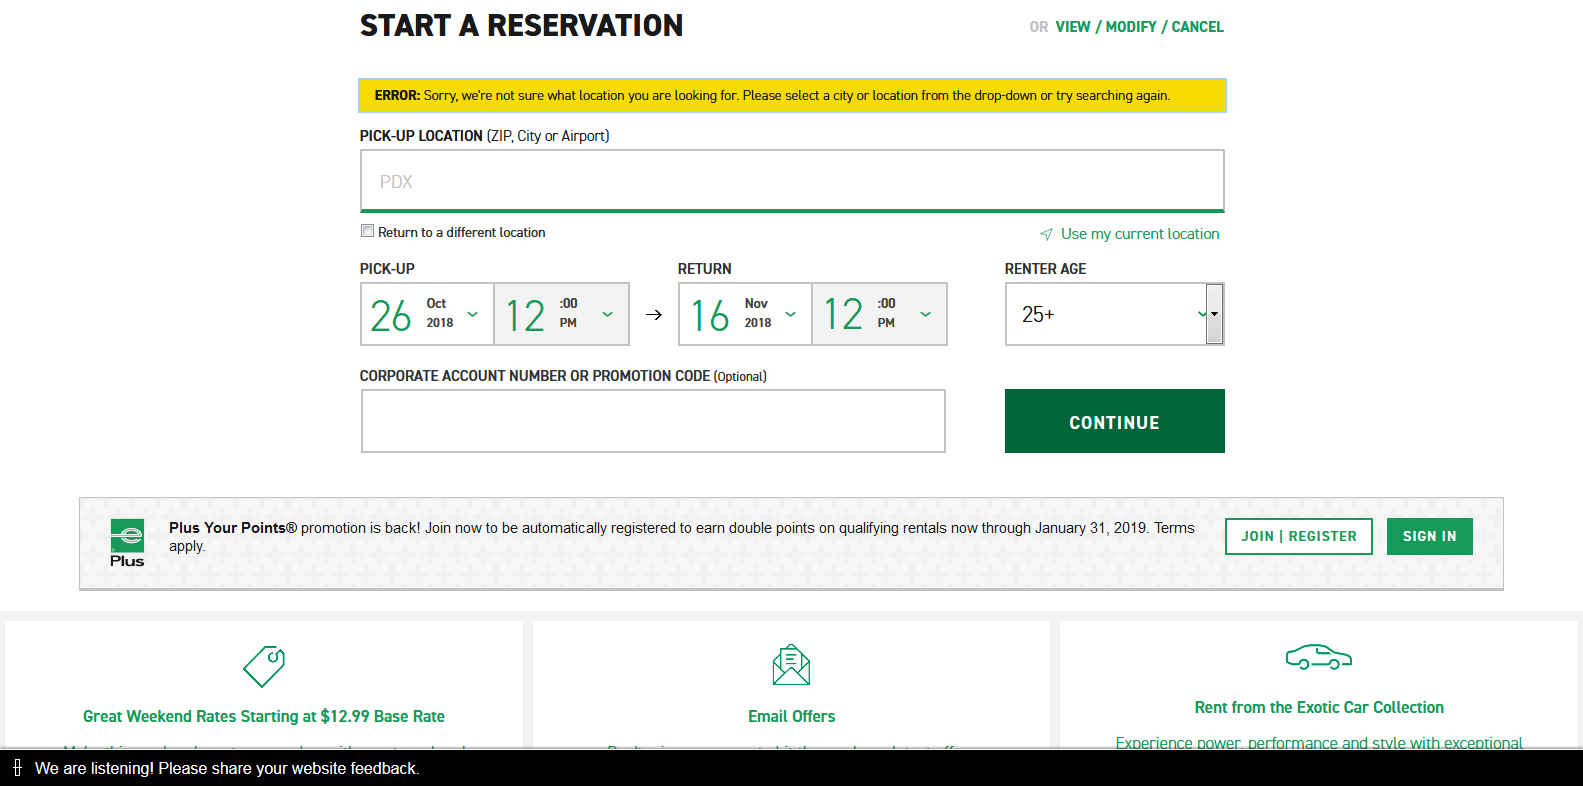 START A RESERVATION
OR VIEW / MODIFY / CANCEL
ERROR: Sorry, we're not sure what location you are looking for. Please select a city or location from the drop-down or try searching again.
PICK-UP LOCATION (ZIP, City or Airport)
PDX
Return to a different location
Use my current location
PICK-UP
RETURN
RENTER AGE
26 Oct 2018
12 :00 PM
16 Nov 2018
12 :00 PM
25+
CORPORATE ACCOUNT NUMBER OR PROMOTION CODE (Optional)
CONTINUE
Plus
Plus Your Points® promotion is back! Join now to be automatically registered to earn double points on qualifying rentals now through January 31, 2019. Terms
apply.
JOIN | REGISTER
SIGN IN
Great Weekend Rates Starting at $12.99 Base Rate
Email Offers
Rent from the Exotic Car Collection
Experience power, performance and style with exceptional
We are listening! Please share your website feedback.